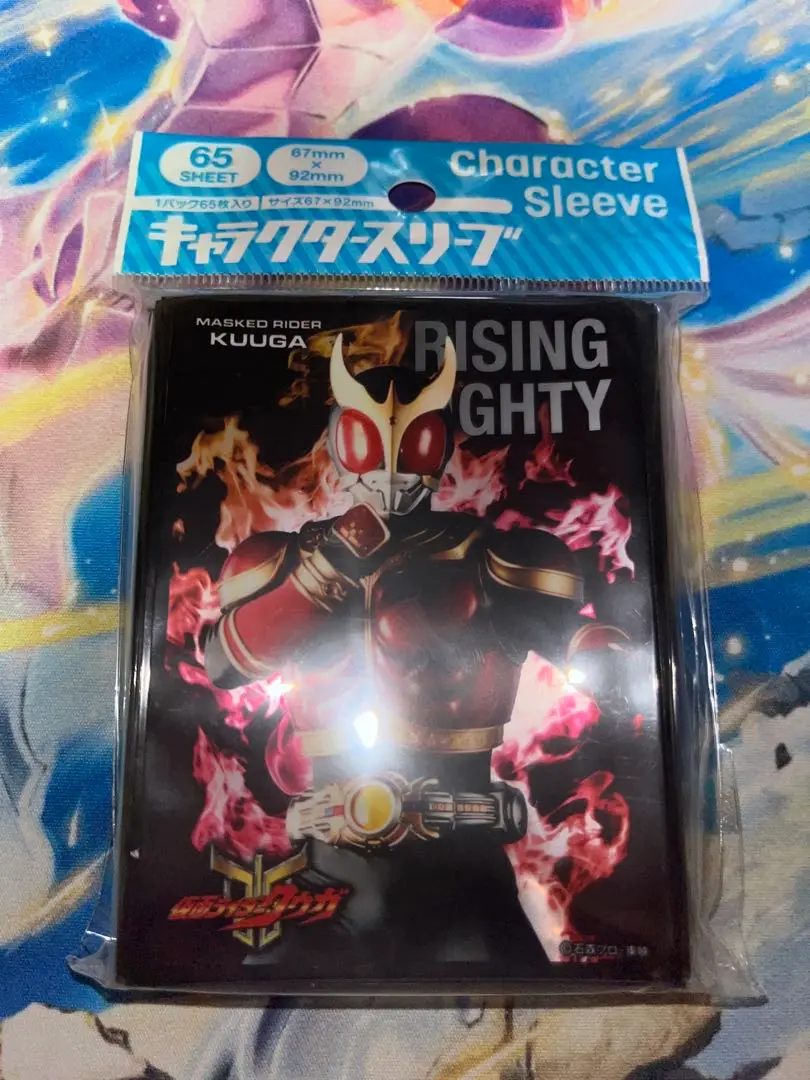 65
SHEET
67mm
×
92mm
Character
Sleeve
1パック65枚入り
サイズ67×92mm
キャラクタースリーブ
MASKED RIDER
KUUGA
RISING
GHTY
仮面ライダークウガ
©石森プロ・東映